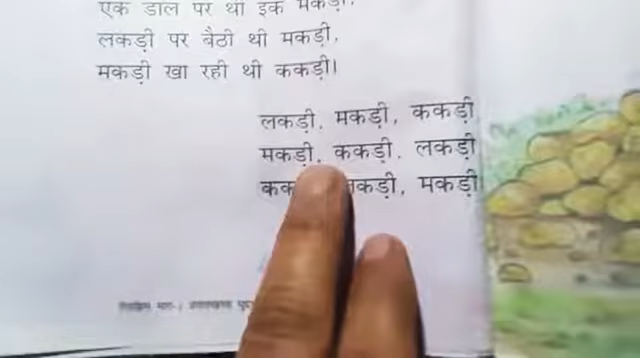 एक डाल पर थी इक मकड़ी,
लकड़ी पर बैठी थी मकड़ी,
मकड़ी खा रही थी ककड़ी।
लकड़ी, मकड़ी, ककड़ी
मकड़ी, ककड़ी, लकड़ी
मकड़ी